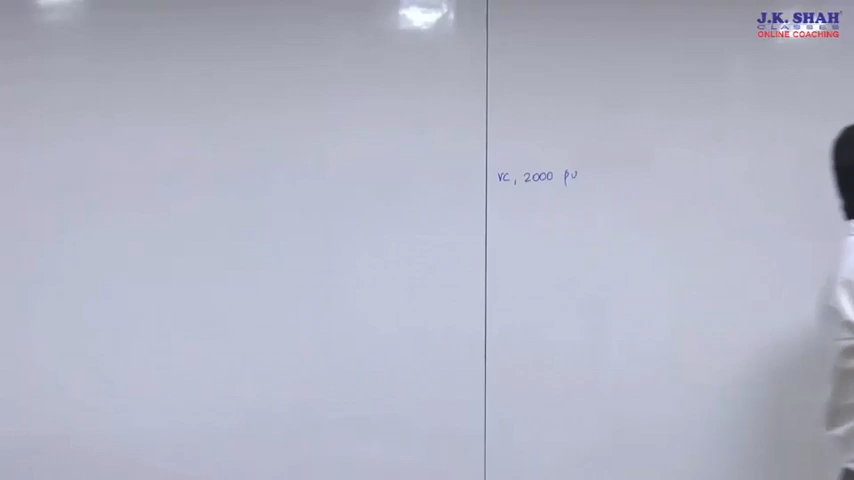 J.K. SHAH
CLASSES
ONLINE COACHING
VC, 2000 pu